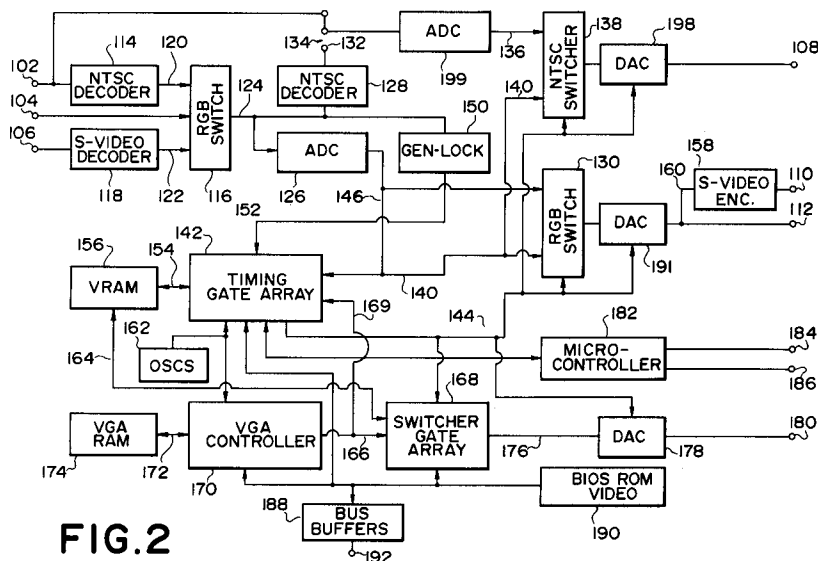 102
114
NTSC
DECODER
120
104
106
S-VIDEO
DECODER
118
122
RGB
SWITCH
116
124
134
132
NTSC
DECODER
128
ADC
126
146
ADC
199
136
138
NTSC
SWITCHER
140
198
DAC
108
150
GEN-LOCK
152
130
RGB
SWITCH
DAC
191
160
158
S-VIDEO
ENC.
110
112
142
TIMING
GATE ARRAY
140
144
156
VRAM
154
162
OSCS
164
169
182
MICRO-
CONTROLLER
184
186
168
SWITCHER
GATE
ARRAY
166
VGA
RAM
174
172
VGA
CONTROLLER
170
176
DAC
178
180
188
BUS
BUFFERS
192
BIOS ROM
VIDEO
190
FIG.2